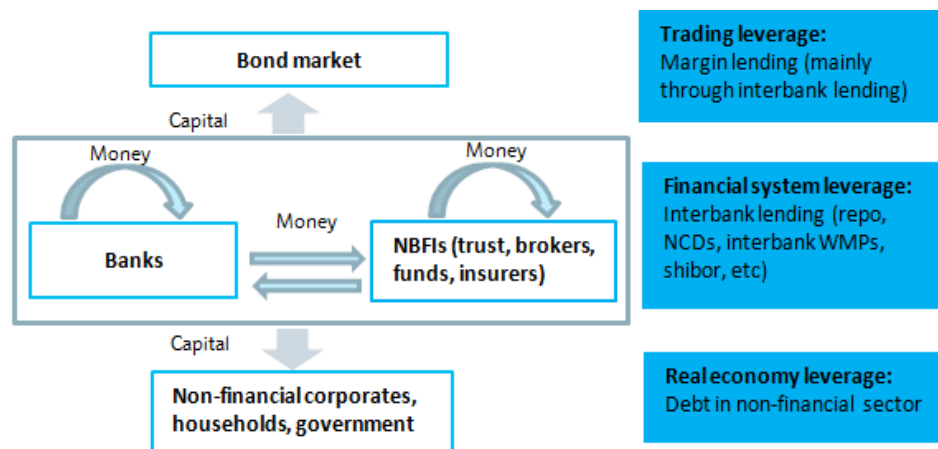 Bond market
Trading leverage:
Margin lending (mainly
through interbank lending)
Capital
Money
Money
Money
Banks
NBFIs (trust, brokers,
funds, insurers)
Financial system leverage:
Interbank lending (repo,
NCDs, interbank WMPs,
shibor, etc)
Capital
Non-financial corporates,
households, government
Real economy leverage:
Debt in non-financial sector